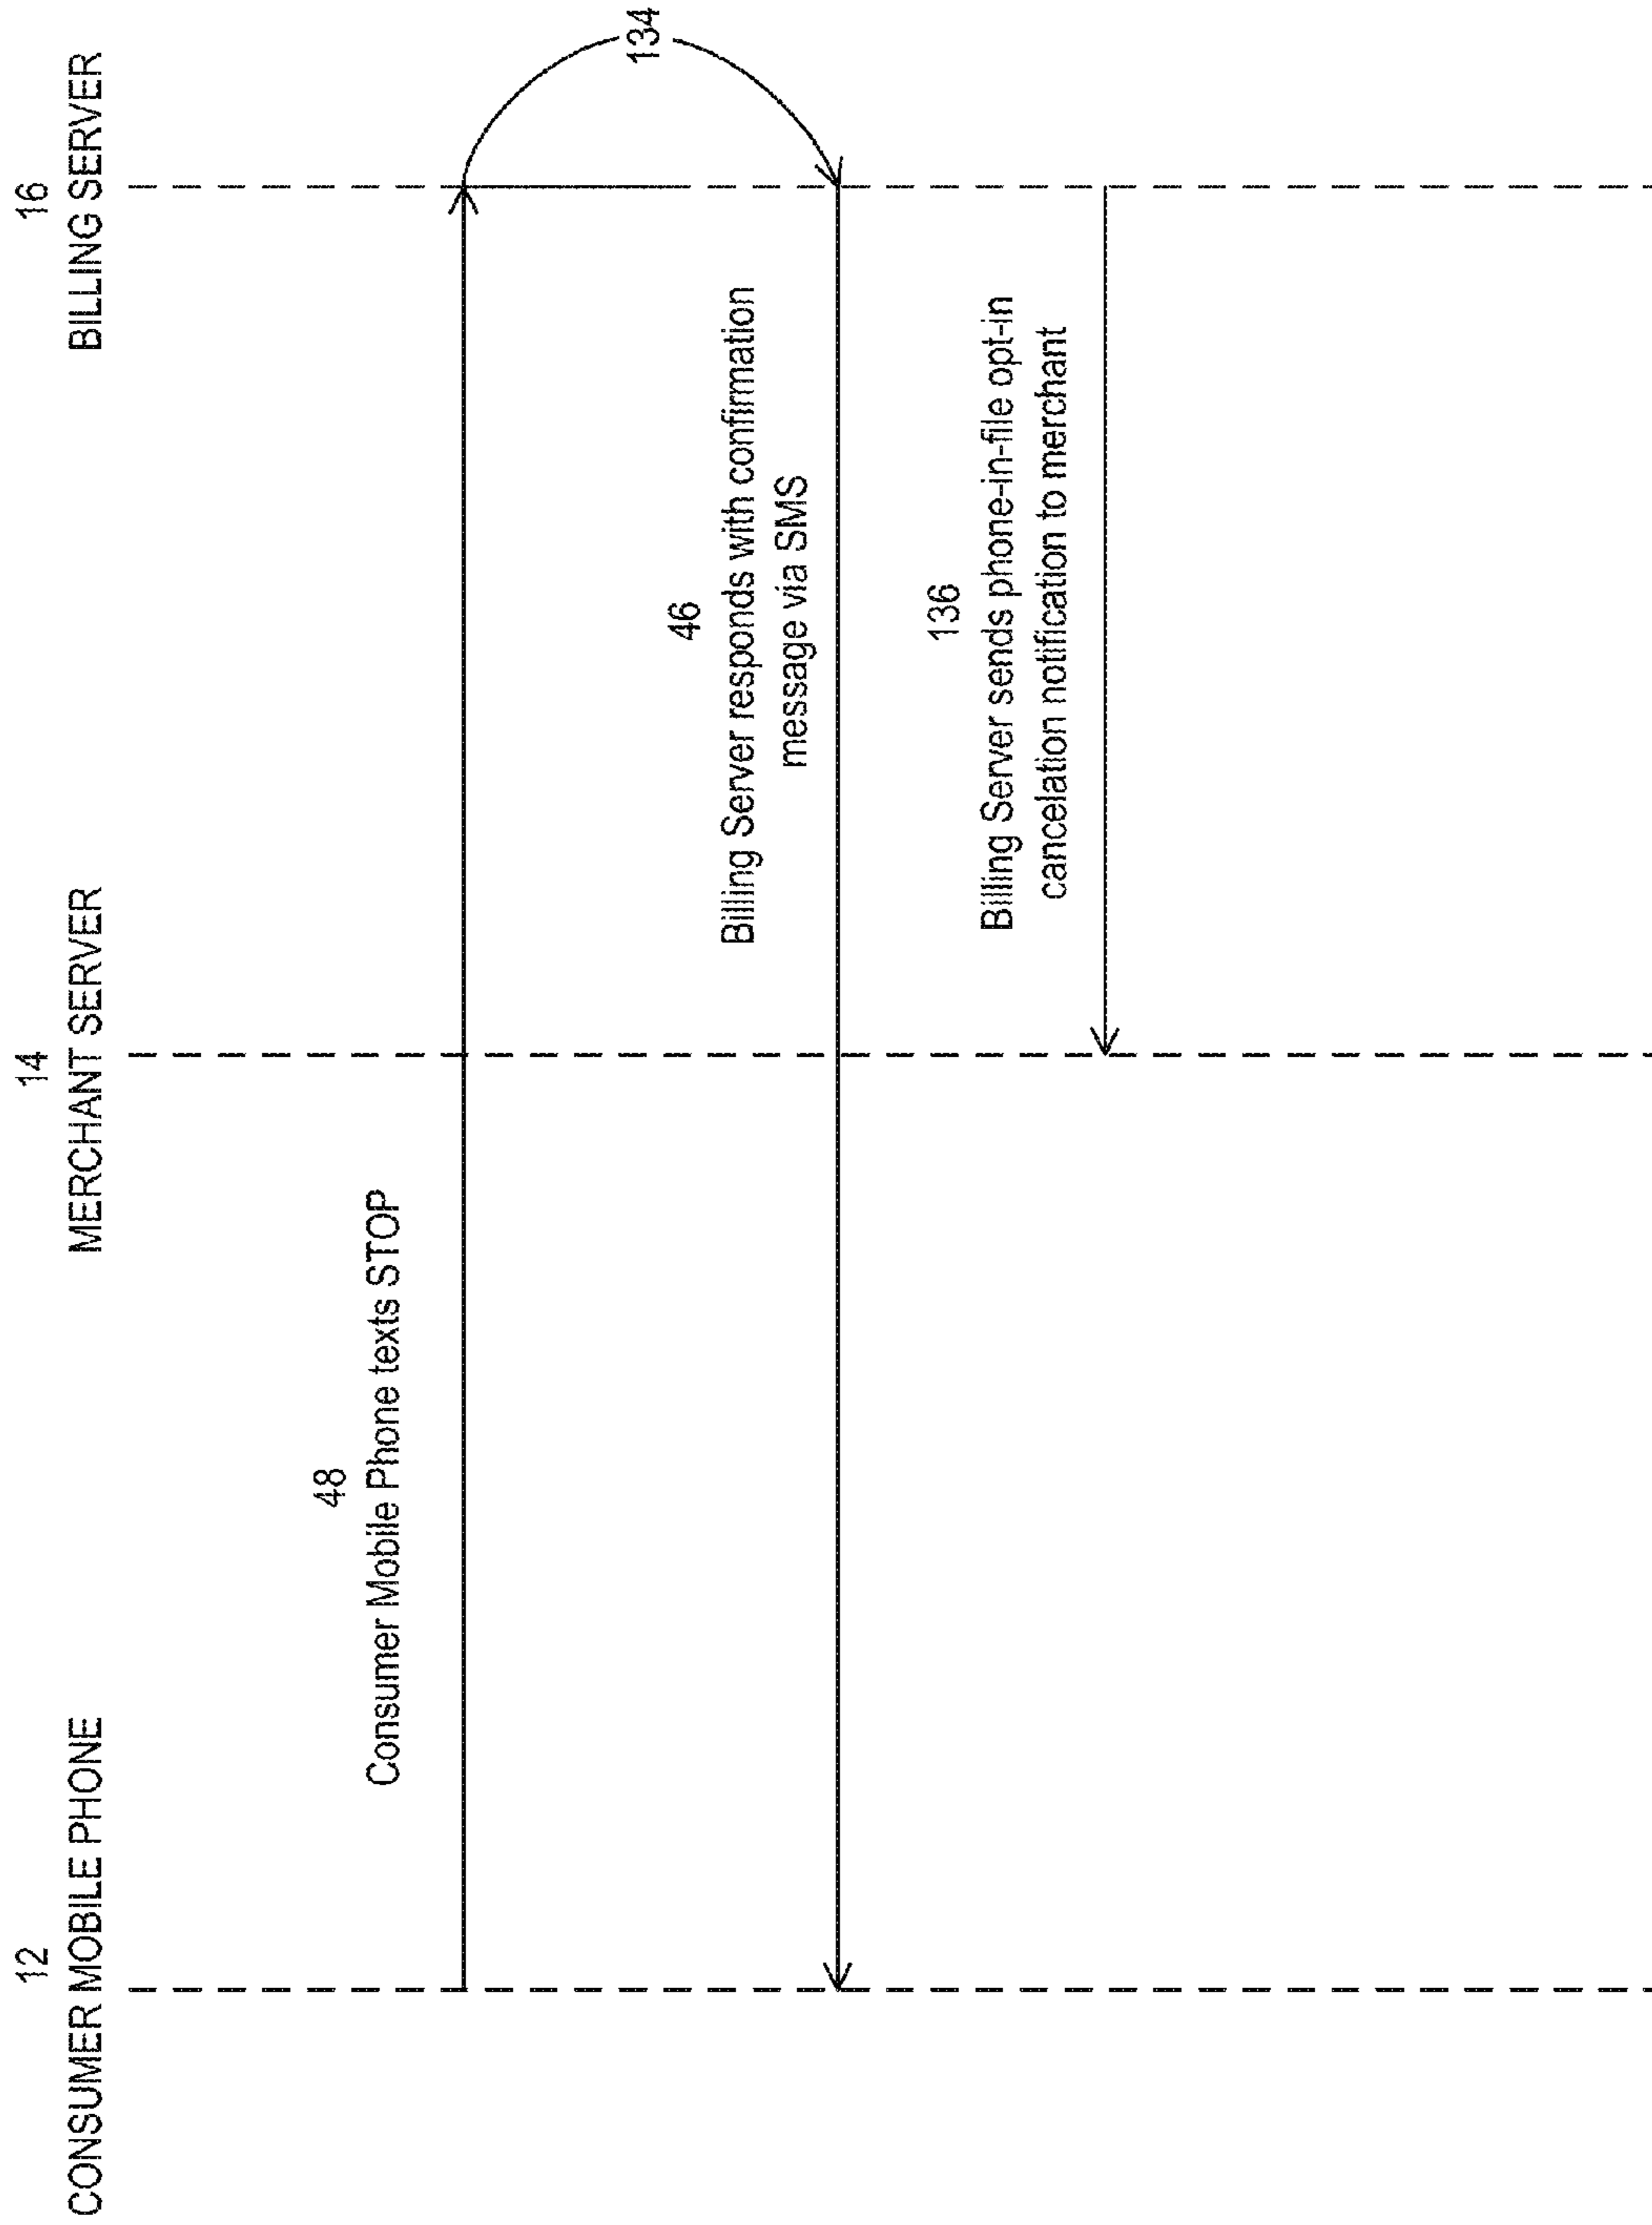 12
CONSUMER MOBILE PHONE
14
MERCHANT SERVER
16
BILLING SERVER
48
Consumer Mobile Phone texts STOP
134
46
Billing Server responds with confirmation
message via SMS
136
Billing Server sends phone-in-file opt-in
cancelation notification to merchant